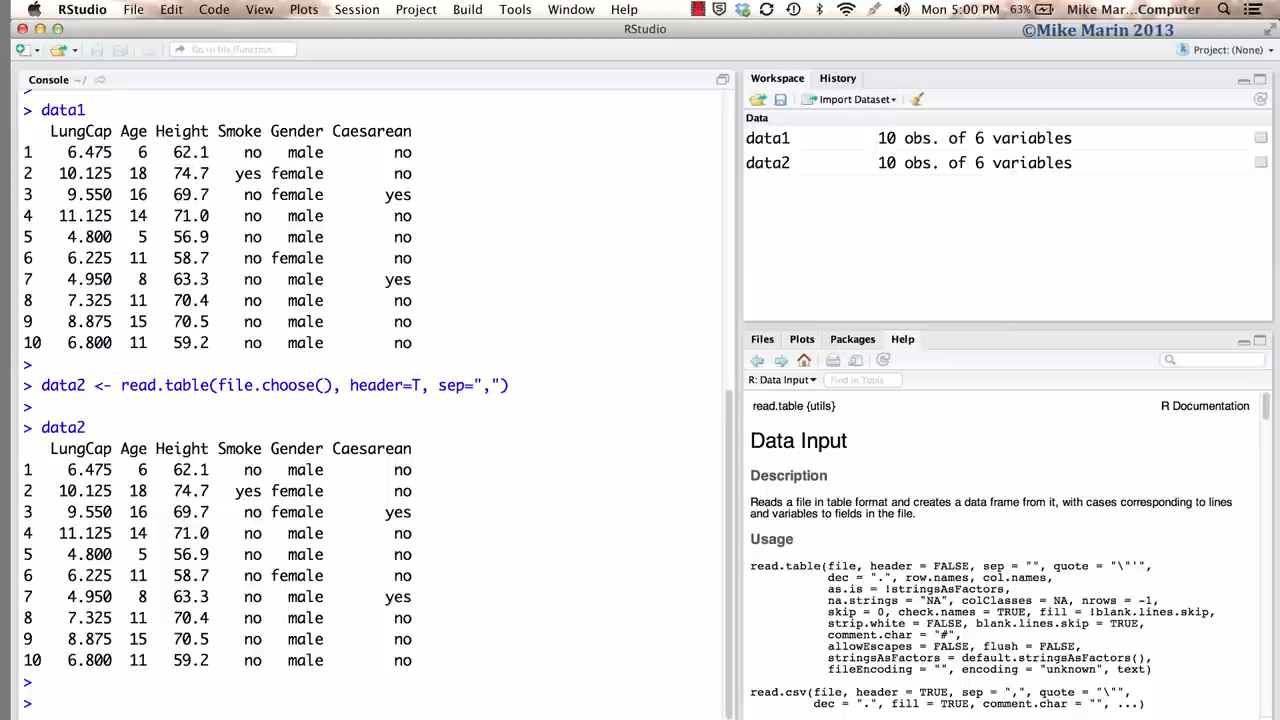 RStudio File Edit Code View Plots Session Project Build Tools Window Help Mon 5:00 PM 63% Mike Mar...Computer
RStudio ©Mike Marin 2013
Go to file/function Project: (None)
Console ~/
>
> data1
LungCap Age Height Smoke Gender Caesarean
1 6.475 6 62.1 no male no
2 10.125 18 74.7 yes female no
3 9.550 16 69.7 no female yes
4 11.125 14 71.0 no male no
5 4.800 5 56.9 no male no
6 6.225 11 58.7 no female no
7 4.950 8 63.3 no male yes
8 7.325 11 70.4 no male no
9 8.875 15 70.5 no male no
10 6.800 11 59.2 no male no
>
> data2 <- read.table(file.choose(), header=T, sep=",")
>
> data2
LungCap Age Height Smoke Gender Caesarean
1 6.475 6 62.1 no male no
2 10.125 18 74.7 yes female no
3 9.550 16 69.7 no female yes
4 11.125 14 71.0 no male no
5 4.800 5 56.9 no male no
6 6.225 11 58.7 no female no
7 4.950 8 63.3 no male yes
8 7.325 11 70.4 no male no
9 8.875 15 70.5 no male no
10 6.800 11 59.2 no male no
>
>
Workspace History
Import Dataset
Data
data1 10 obs. of 6 variables
data2 10 obs. of 6 variables
Files Plots Packages Help
R: Data Input Find in Topic
read.table {utils} R Documentation
Data Input
Description
Reads a file in table format and creates a data frame from it, with cases corresponding to lines
and variables to fields in the file.
Usage
read.table(file, header = FALSE, sep = "", quote = "\"'",
dec = ".", row.names, col.names,
as.is = !stringsAsFactors,
na.strings = "NA", colClasses = NA, nrows = -1,
skip = 0, check.names = TRUE, fill = !blank.lines.skip,
strip.white = FALSE, blank.lines.skip = TRUE,
comment.char = "#",
allowEscapes = FALSE, flush = FALSE,
stringsAsFactors = default.stringsAsFactors(),
fileEncoding = "", encoding = "unknown", text)
read.csv(file, header = TRUE, sep = ",", quote = "\"",
dec = ".", fill = TRUE, comment.char = "", ...)